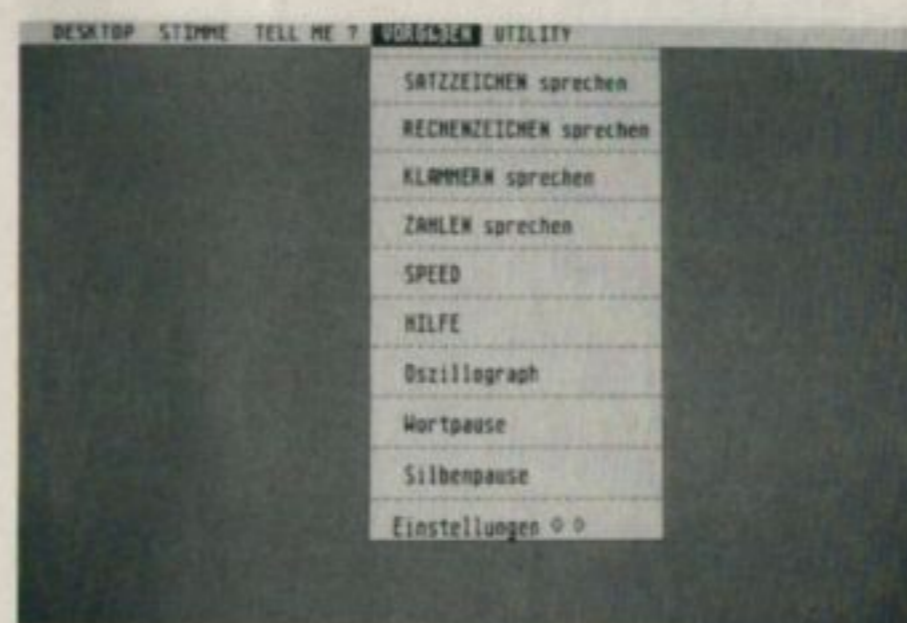 DESKTOP STIMME TELL ME ? VORGABEN UTILITY
SATZZEICHEN sprechen
RECHENZEICHEN sprechen
KLAMMERN sprechen
ZAHLEN sprechen
SPEED
HILFE
Oszillograph
Wortpause
Silbenpause
Einstellungen